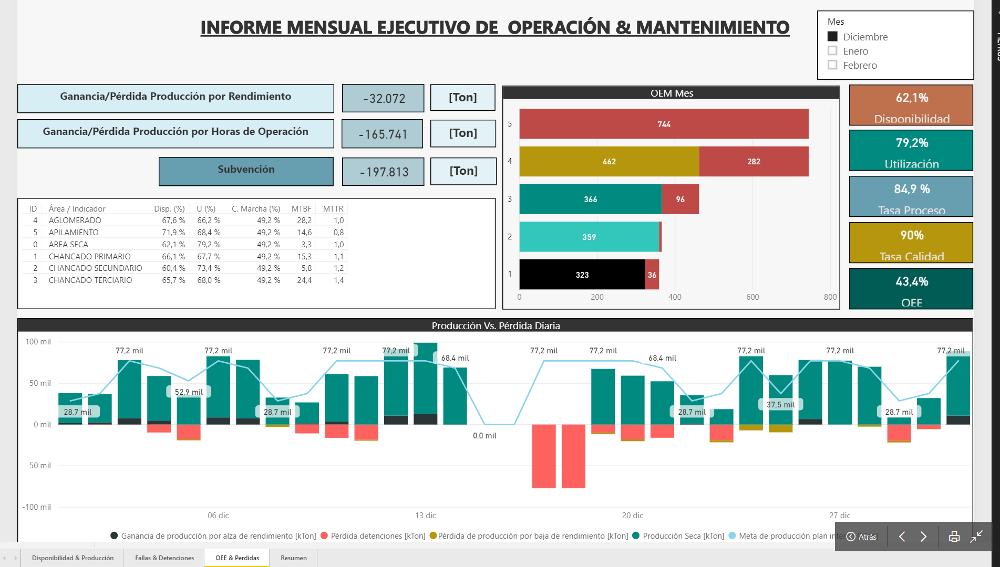 INFORME MENSUAL EJECUTIVO DE  OPERACIÓN & MANTENIMIENTO
Mes
Diciembre
Enero
Febrero
Ganancia/Pérdida Producción por Rendimiento
-32.072
[Ton]
Ganancia/Pérdida Producción por Horas de Operación
-165.741
[Ton]
Subvención
-197.813
[Ton]
ID Área / Indicador Disp. (%) U (%) C. Marcha (%) MTBF MTTR
4 AGLOMERADO 67,6 % 66,2 % 49,2 % 28,2 1,0
5 APILAMIENTO 71,9 % 68,4 % 49,2 % 14,6 0,8
0 AREA SECA 62,1 % 79,2 % 49,2 % 3,3 1,0
1 CHANCADO PRIMARIO 66,1 % 67,7 % 49,2 % 15,3 1,1
2 CHANCADO SECUNDARIO 60,4 % 73,4 % 49,2 % 5,8 1,2
3 CHANCADO TERCIARIO 65,7 % 68,0 % 49,2 % 24,4 1,4
OEM Mes
5 744
4 462 282
3 366 96
2 359
1 323 36
0 200 400 600 800
62,1%
Disponibilidad
79,2%
Utilización
84,9 %
Tasa Proceso
90%
Tasa Calidad
43,4%
OEE
Producción Vs. Pérdida Diaria
100 mil
50 mil
0 mil
-50 mil
-100 mil
77,2 mil 77,2 mil 77,2 mil 77,2 mil 68,4 mil 77,2 mil 77,2 mil 68,4 mil 77,2 mil 77,2 mil 77,2 mil
52,9 mil 37,5 mil
28,7 mil 28,7 mil 28,7 mil 28,7 mil
0,0 mil
06 dic 13 dic 20 dic 27 dic
Ganancia de producción por alza de rendimiento [kTon] Pérdida detenciones [kTon] Pérdida de producción por baja de rendimiento [kTon] Producción Seca [kTon] Meta de producción plan
Atrás
Disponibilidad & Producción Fallas & Detenciones OEE & Perdidas Resumen